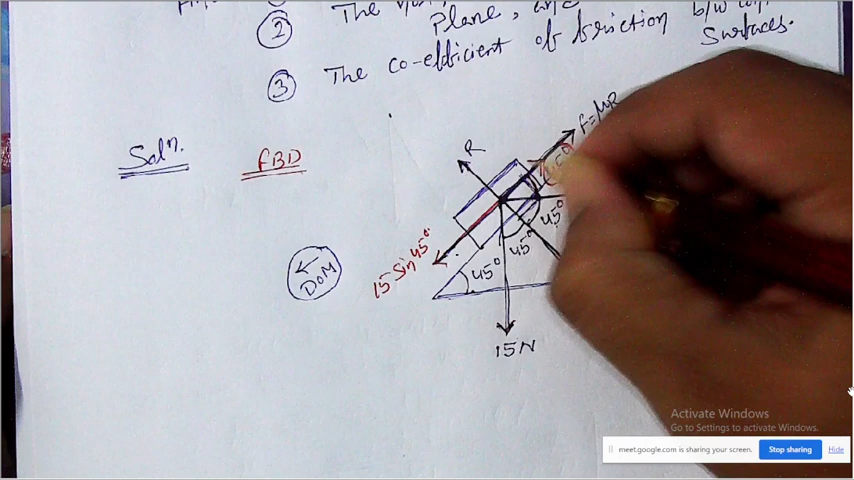 ② The
Plane,
③ The co-efficient of friction b/w
Surfaces.
Soln.
FBD
R
F=μR
45°
45°
45°
15 Sin 45°
DOM
15N
Activate Windows
Go to Settings to activate Windows.
meet.google.com is sharing your screen.
Stop sharing
Hide